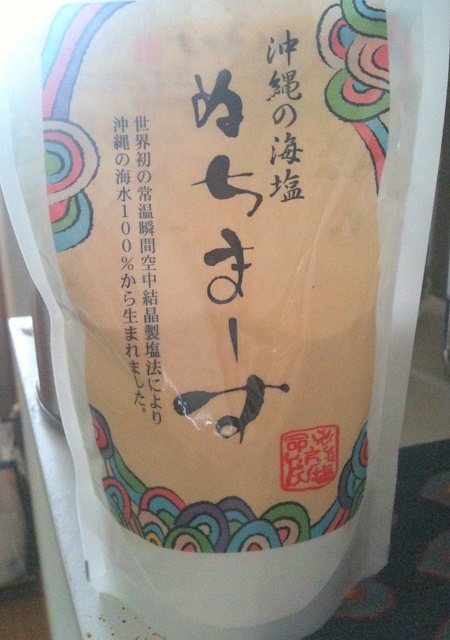 沖縄の海塩
ぬちまーす
世界初の常温瞬間空中結晶製塩法により
沖縄の海水100%から生まれました。